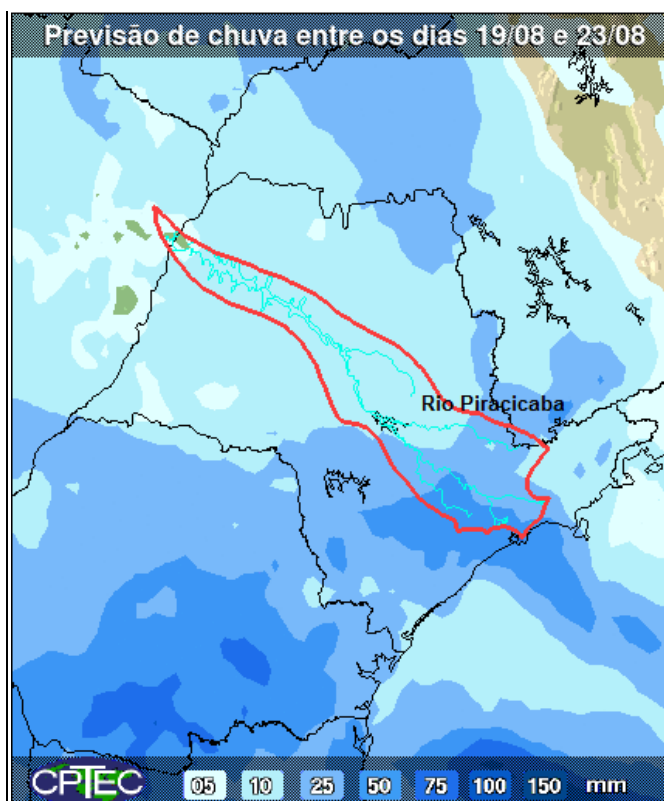 Previsão de chuva entre os dias 19/08 e 23/08
Rio Piracicaba
CPTEC 05 10 25 50 75 100 150 mm